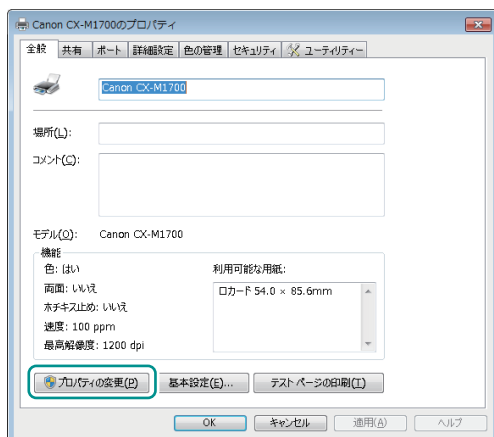 Canon CX-M1700のプロパティ
全般 共有 ポート 詳細設定 色の管理 セキュリティ ユーティリティー
Canon CX-M1700
場所(L):
コメント(C):
モデル(O): Canon CX-M1700
機能
色: はい 利用可能な用紙:
両面: いいえ ロカード 54.0 × 85.6mm
ホチキス止め: いいえ
速度: 100 ppm
最高解像度: 1200 dpi
プロパティの変更(P) 基本設定(E)... テスト ページの印刷(T)
OK キャンセル 適用(A) ヘルプ